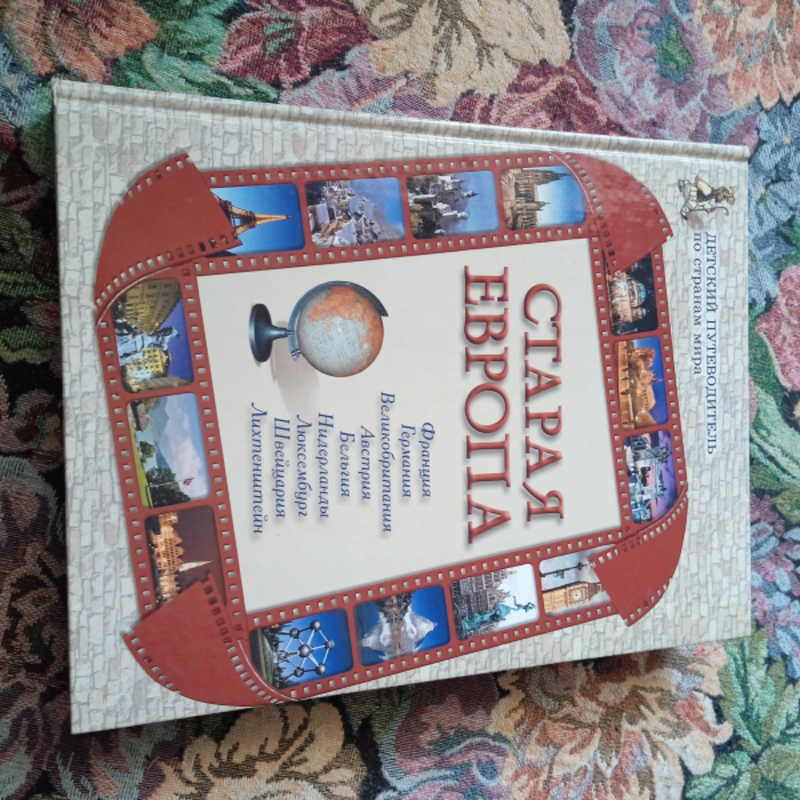 ДЕТСКИЙ ПУТЕВОДИТЕЛЬ
по странам мира
СТАРАЯ
ЕВРОПА
Франция
Германия
Великобритания
Австрия
Бельгия
Нидерланды
Люксембург
Швейцария
Лихтенштейн